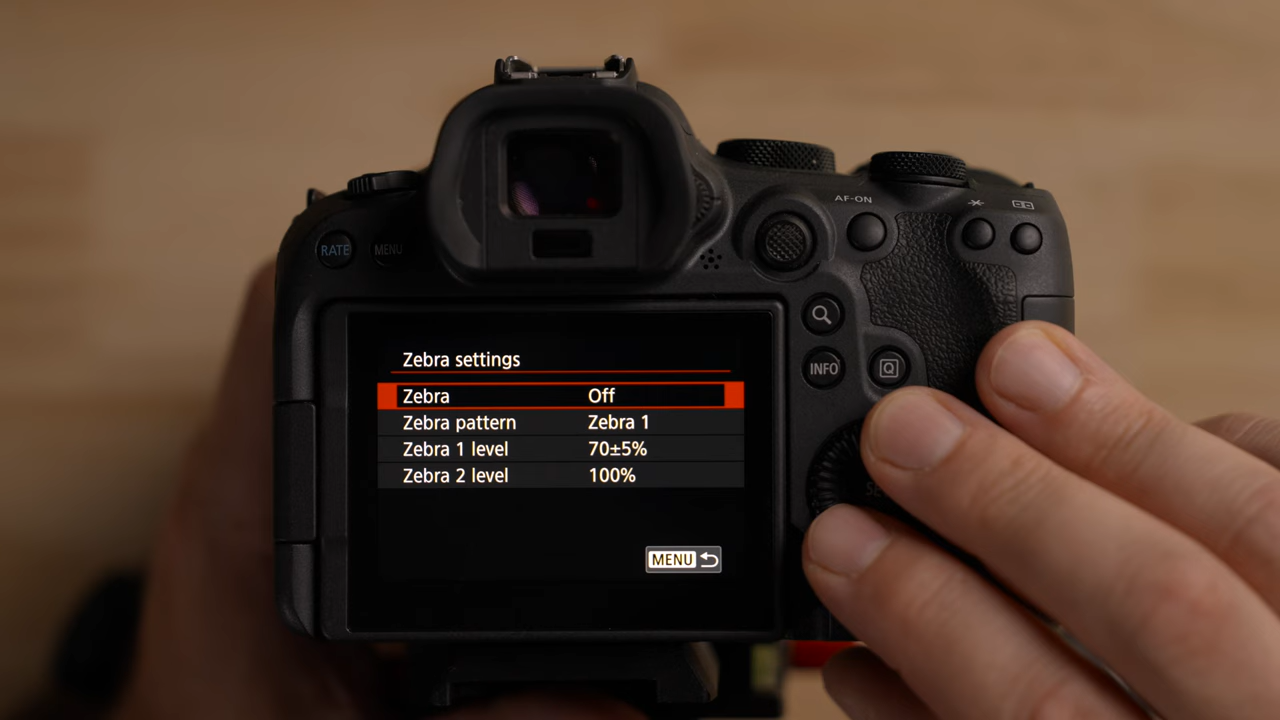 AF-ON
RATE
MENU
INFO
Q
Zebra settings
Zebra Off
Zebra pattern Zebra 1
Zebra 1 level 70±5%
Zebra 2 level 100%
MENU